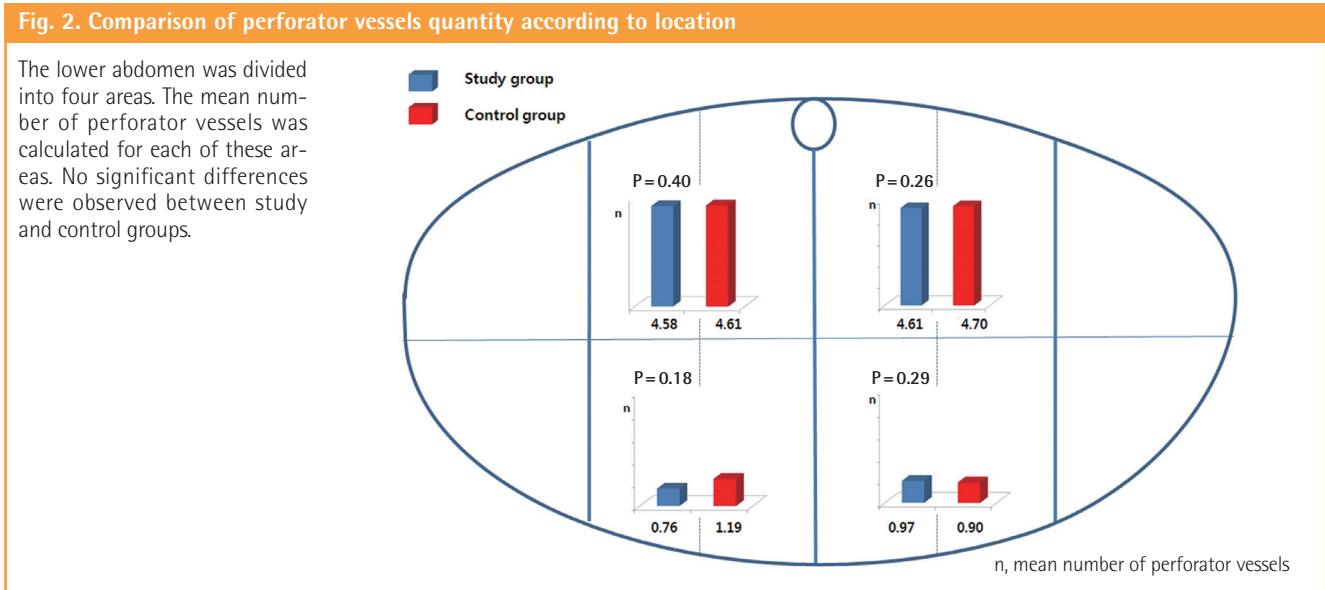 Fig. 2. Comparison of perforator vessels quantity according to location
The lower abdomen was divided
into four areas. The mean num-
ber of perforator vessels was
calculated for each of these ar-
eas. No significant differences
were observed between study
and control groups.
Study group
Control group
P=0.40
n
4.58 4.61
P=0.26
n
4.61 4.70
P=0.18
n
0.76 1.19
P=0.29
n
0.97 0.90
n, mean number of perforator vessels